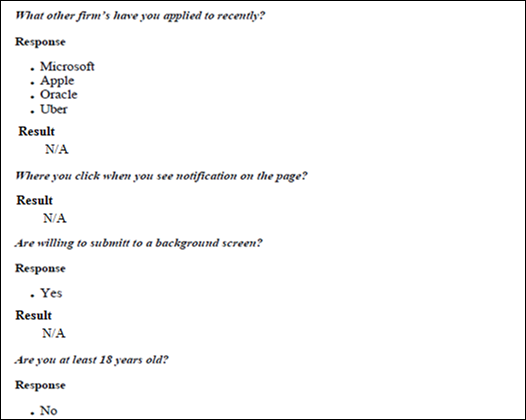 What other firm's have you applied to recently?
Response
• Microsoft
• Apple
• Oracle
• Uber
Result
N/A
Where you click when you see notification on the page?
Result
N/A
Are willing to submitt to a background screen?
Response
• Yes
Result
N/A
Are you at least 18 years old?
Response
• No